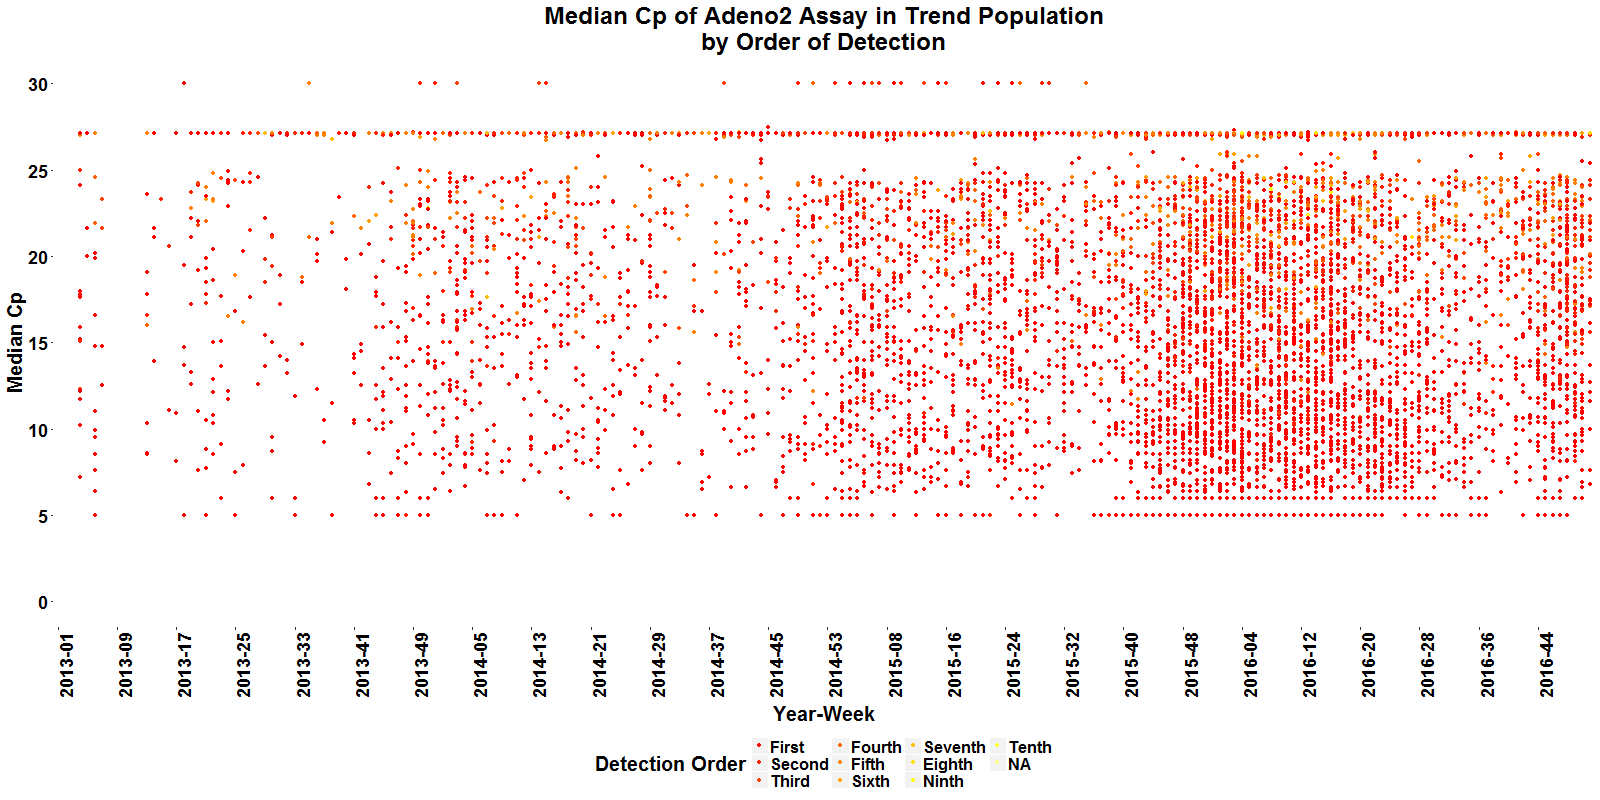 Median Cp of Adeno2 Assay in Trend Population
by Order of Detection
Median Cp
30
25
20
15
10
5
0
2013-01
2013-09
2013-17
2013-25
2013-33
2013-41
2013-49
2014-05
2014-13
2014-21
2014-29
2014-37
2014-45
2014-53
2015-08
2015-16
2015-24
2015-32
2015-40
2015-48
2016-04
2016-12
2016-20
2016-28
2016-36
2016-44
Year-Week
Detection Order
First
Second
Third
Fourth
Fifth
Sixth
Seventh
Eighth
Ninth
Tenth
NA